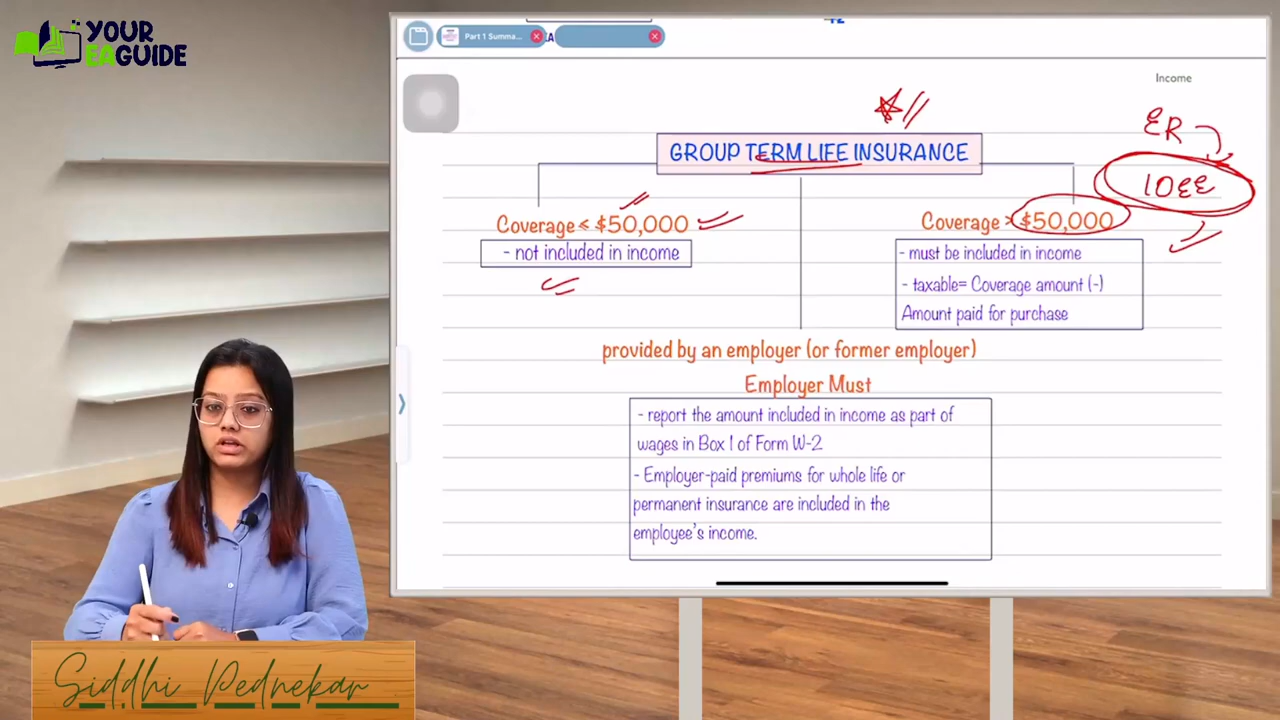 YOUR
EAGUIDE
Part 1 Summa...
Income
ER
10EE
GROUP TERM LIFE INSURANCE
Coverage < $50,000
- not included in income
Coverage > $50,000
- must be included in income
- taxable= Coverage amount (-)
Amount paid for purchase
provided by an employer (or former employer)
Employer Must
- report the amount included in income as part of
wages in Box 1 of Form W-2
- Employer-paid premiums for whole life or
permanent insurance are included in the
employee's income.
Siddhi Pednekar